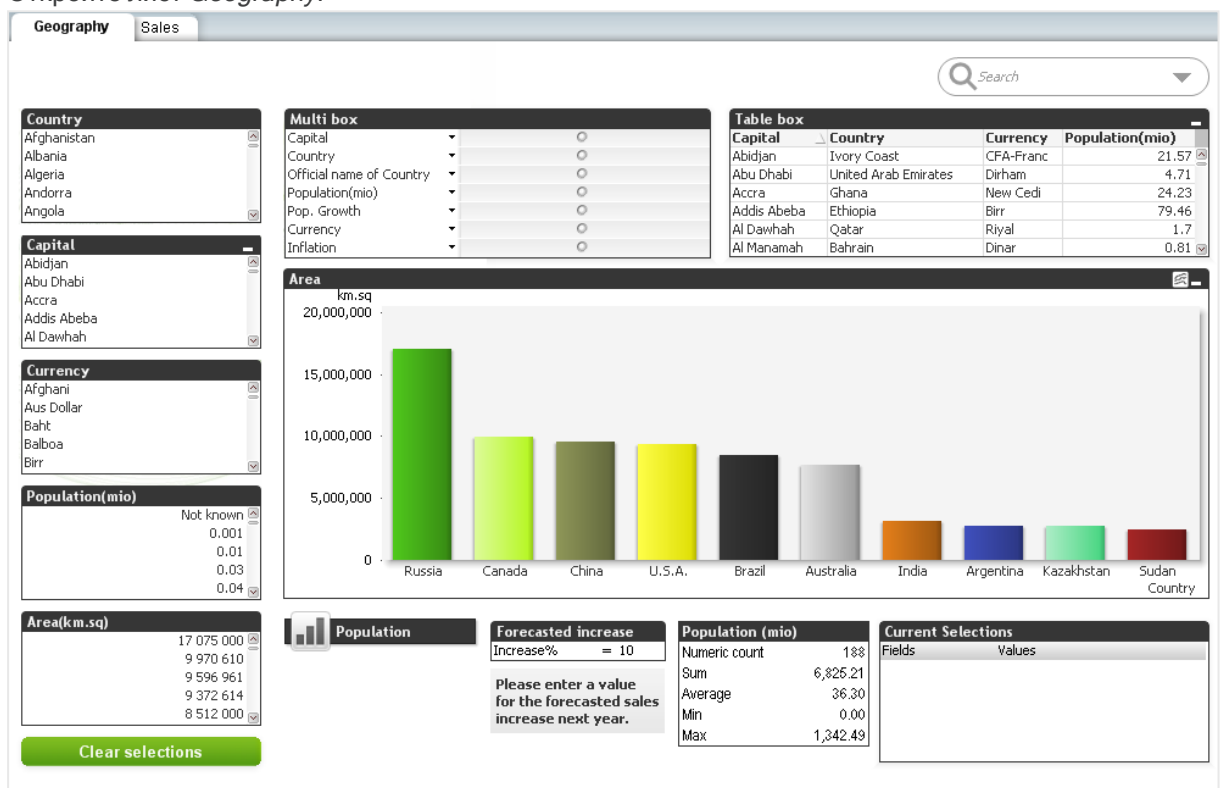 Откройте лист Geography.
Geography
Sales
Search
Country
Afghanistan
Albania
Algeria
Andorra
Angola
Capital
Abidjan
Abu Dhabi
Accra
Addis Abeba
Al Dawhah
Currency
Afghani
Aus Dollar
Baht
Balboa
Birr
Population(mio)
Not known
0.001
0.01
0.03
0.04
Area(km.sq)
17 075 000
9 970 610
9 596 961
9 372 614
8 512 000
Clear selections
Multi box
Capital
Country
Official name of Country
Population(mio)
Pop. Growth
Currency
Inflation
Table box
Capital Country Currency Population(mio)
Abidjan Ivory Coast CFA-Franc 21.57
Abu Dhabi United Arab Emirates Dirham 4.71
Accra Ghana New Cedi 24.23
Addis Abeba Ethiopia Birr 79.46
Al Dawhah Qatar Riyal 1.7
Al Manamah Bahrain Dinar 0.81
Area
km.sq
20,000,000
15,000,000
10,000,000
5,000,000
0
Russia Canada China U.S.A. Brazil Australia India Argentina Kazakhstan Sudan
Country
Population
Forecasted increase
Increase% = 10
Please enter a value
for the forecasted sales
increase next year.
Population (mio)
Numeric count 188
Sum 6,825.21
Average 36.30
Min 0.00
Max 1,342.49
Current Selections
Fields Values